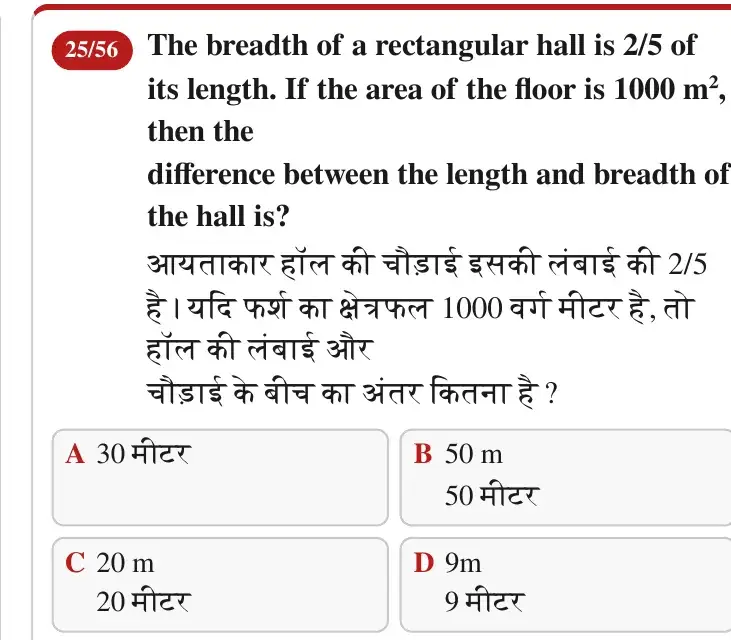 25/56 The breadth of a rectangular hall is 2/5 of
its length. If the area of the floor is 1000 m²,
then the
difference between the length and breadth of
the hall is?
आयताकार हॉल की चौड़ाई इसकी लंबाई की 2/5
है। यदि फर्श का क्षेत्रफल 1000 वर्ग मीटर है, तो
हॉल की लंबाई और
चौड़ाई के बीच का अंतर कितना है ?
A 30 मीटर
B 50 m
50 मीटर
C 20 m
20 मीटर
D 9m
9 मीटर